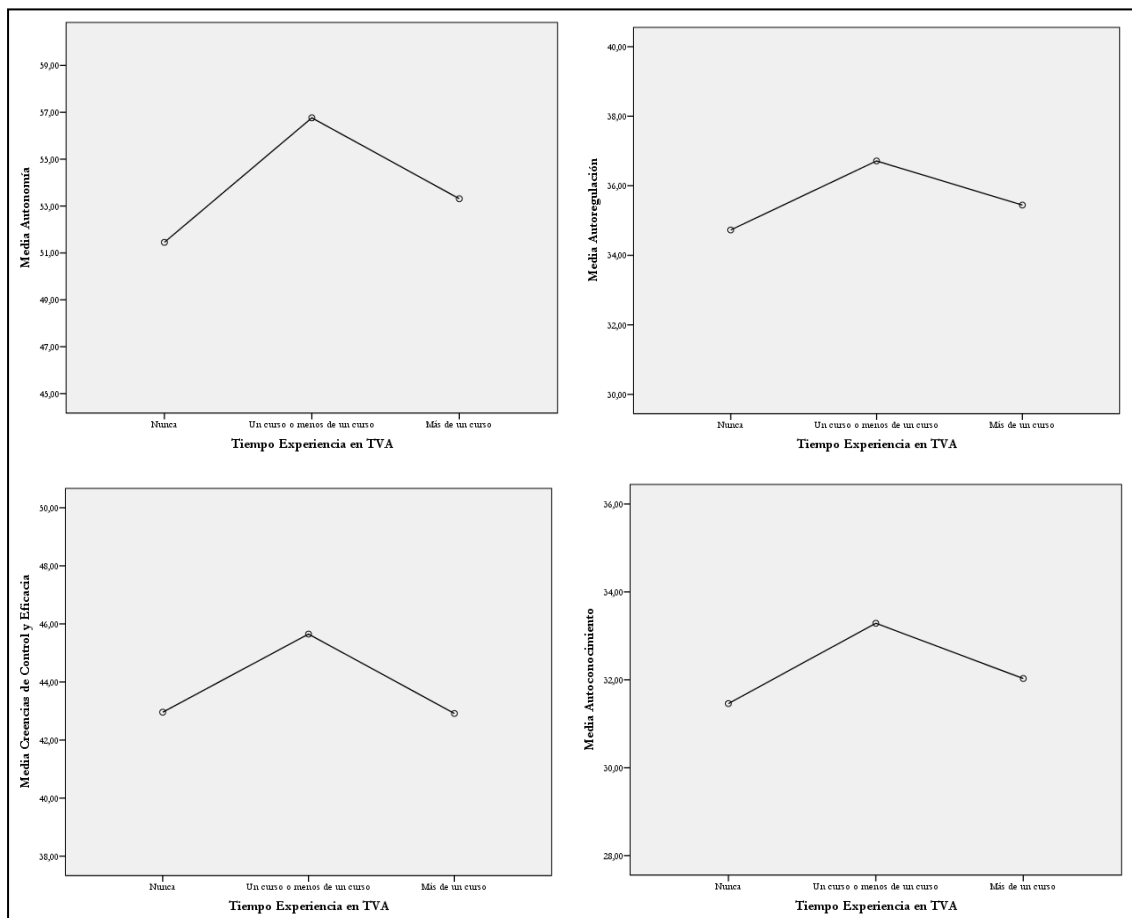 59,00
57,00
55,00
53,00
51,00
49,00
47,00
45,00
Media Autonomía
Nunca
Un curso o menos de un curso
Más de un curso
Tiempo Experiencia en TVA
40,00
38,00
36,00
34,00
32,00
30,00
Media Autoregulación
Nunca
Un curso o menos de un curso
Más de un curso
Tiempo Experiencia en TVA
50,00
48,00
46,00
44,00
42,00
40,00
38,00
Media Creencias de Control y Eficacia
Nunca
Un curso o menos de un curso
Más de un curso
Tiempo Experiencia en TVA
36,00
34,00
32,00
30,00
28,00
Media Autoconocimiento
Nunca
Un curso o menos de un curso
Más de un curso
Tiempo Experiencia en TVA